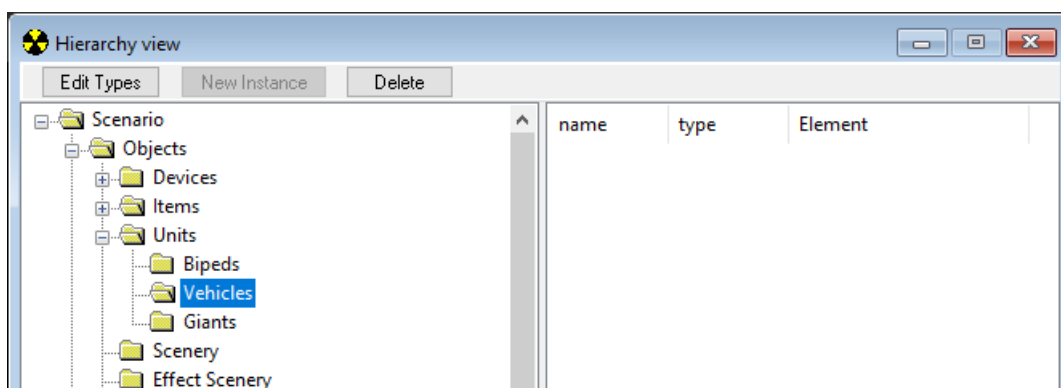 Hierarchy view
Edit Types New Instance Delete
Scenario
Objects
Devices
Items
Units
Bipeds
Vehicles
Giants
Scenery
Effect Scenery
name type Element